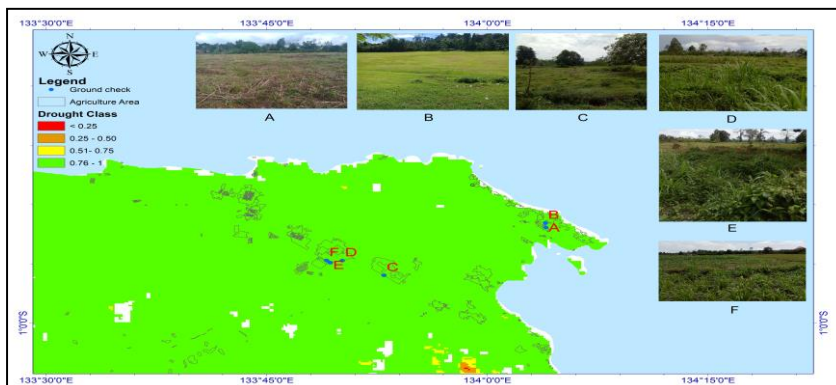 133°30'0"E 133°45'0"E 134°0'0"E 134°15'0"E
N
W E
S
Legend
Ground check
Agriculture Area
Drought Class
< 0.25
0.25 - 0.50
0.51- 0.75
0.76 - 1
A
B
C
D
E
F
B
A
F D
E
C
1°0'0"S
1°0'0"S
133°30'0"E 133°45'0"E 134°0'0"E 134°15'0"E